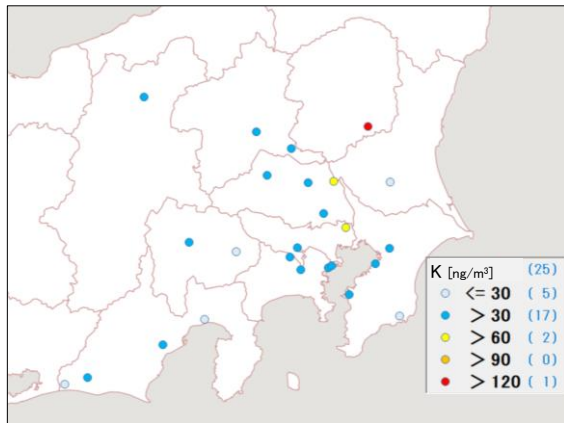 K [ng/m³] (25)
<= 30 ( 5)
> 30 (17)
> 60 ( 2)
> 90 ( 0)
> 120 ( 1)